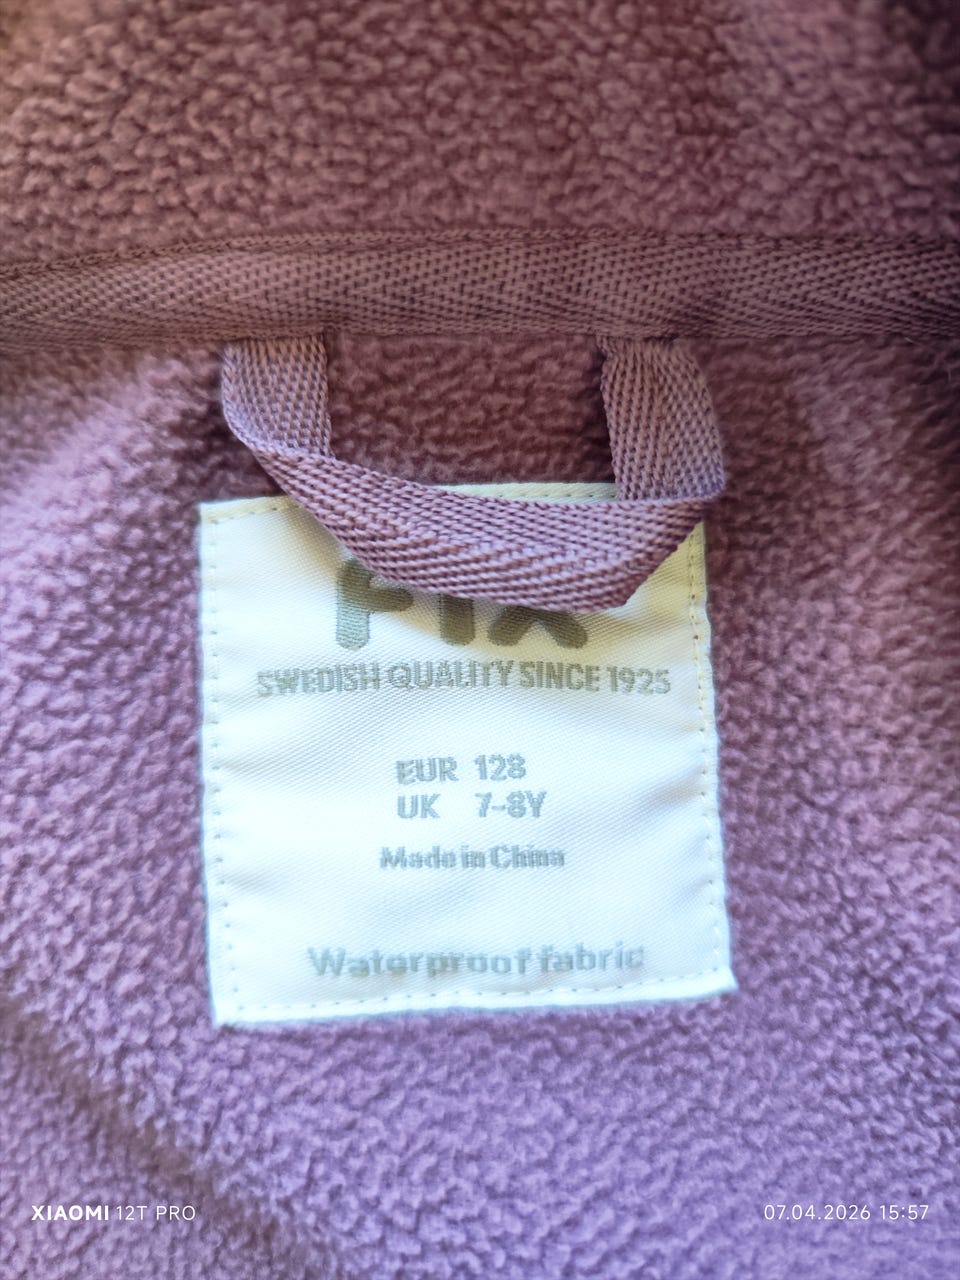 FIX
SWEDISH QUALITY SINCE 1925
EUR 128
UK 7-8Y
Made in China
Waterproof fabric
XIAOMI 12T PRO
07.04.2026 15:57